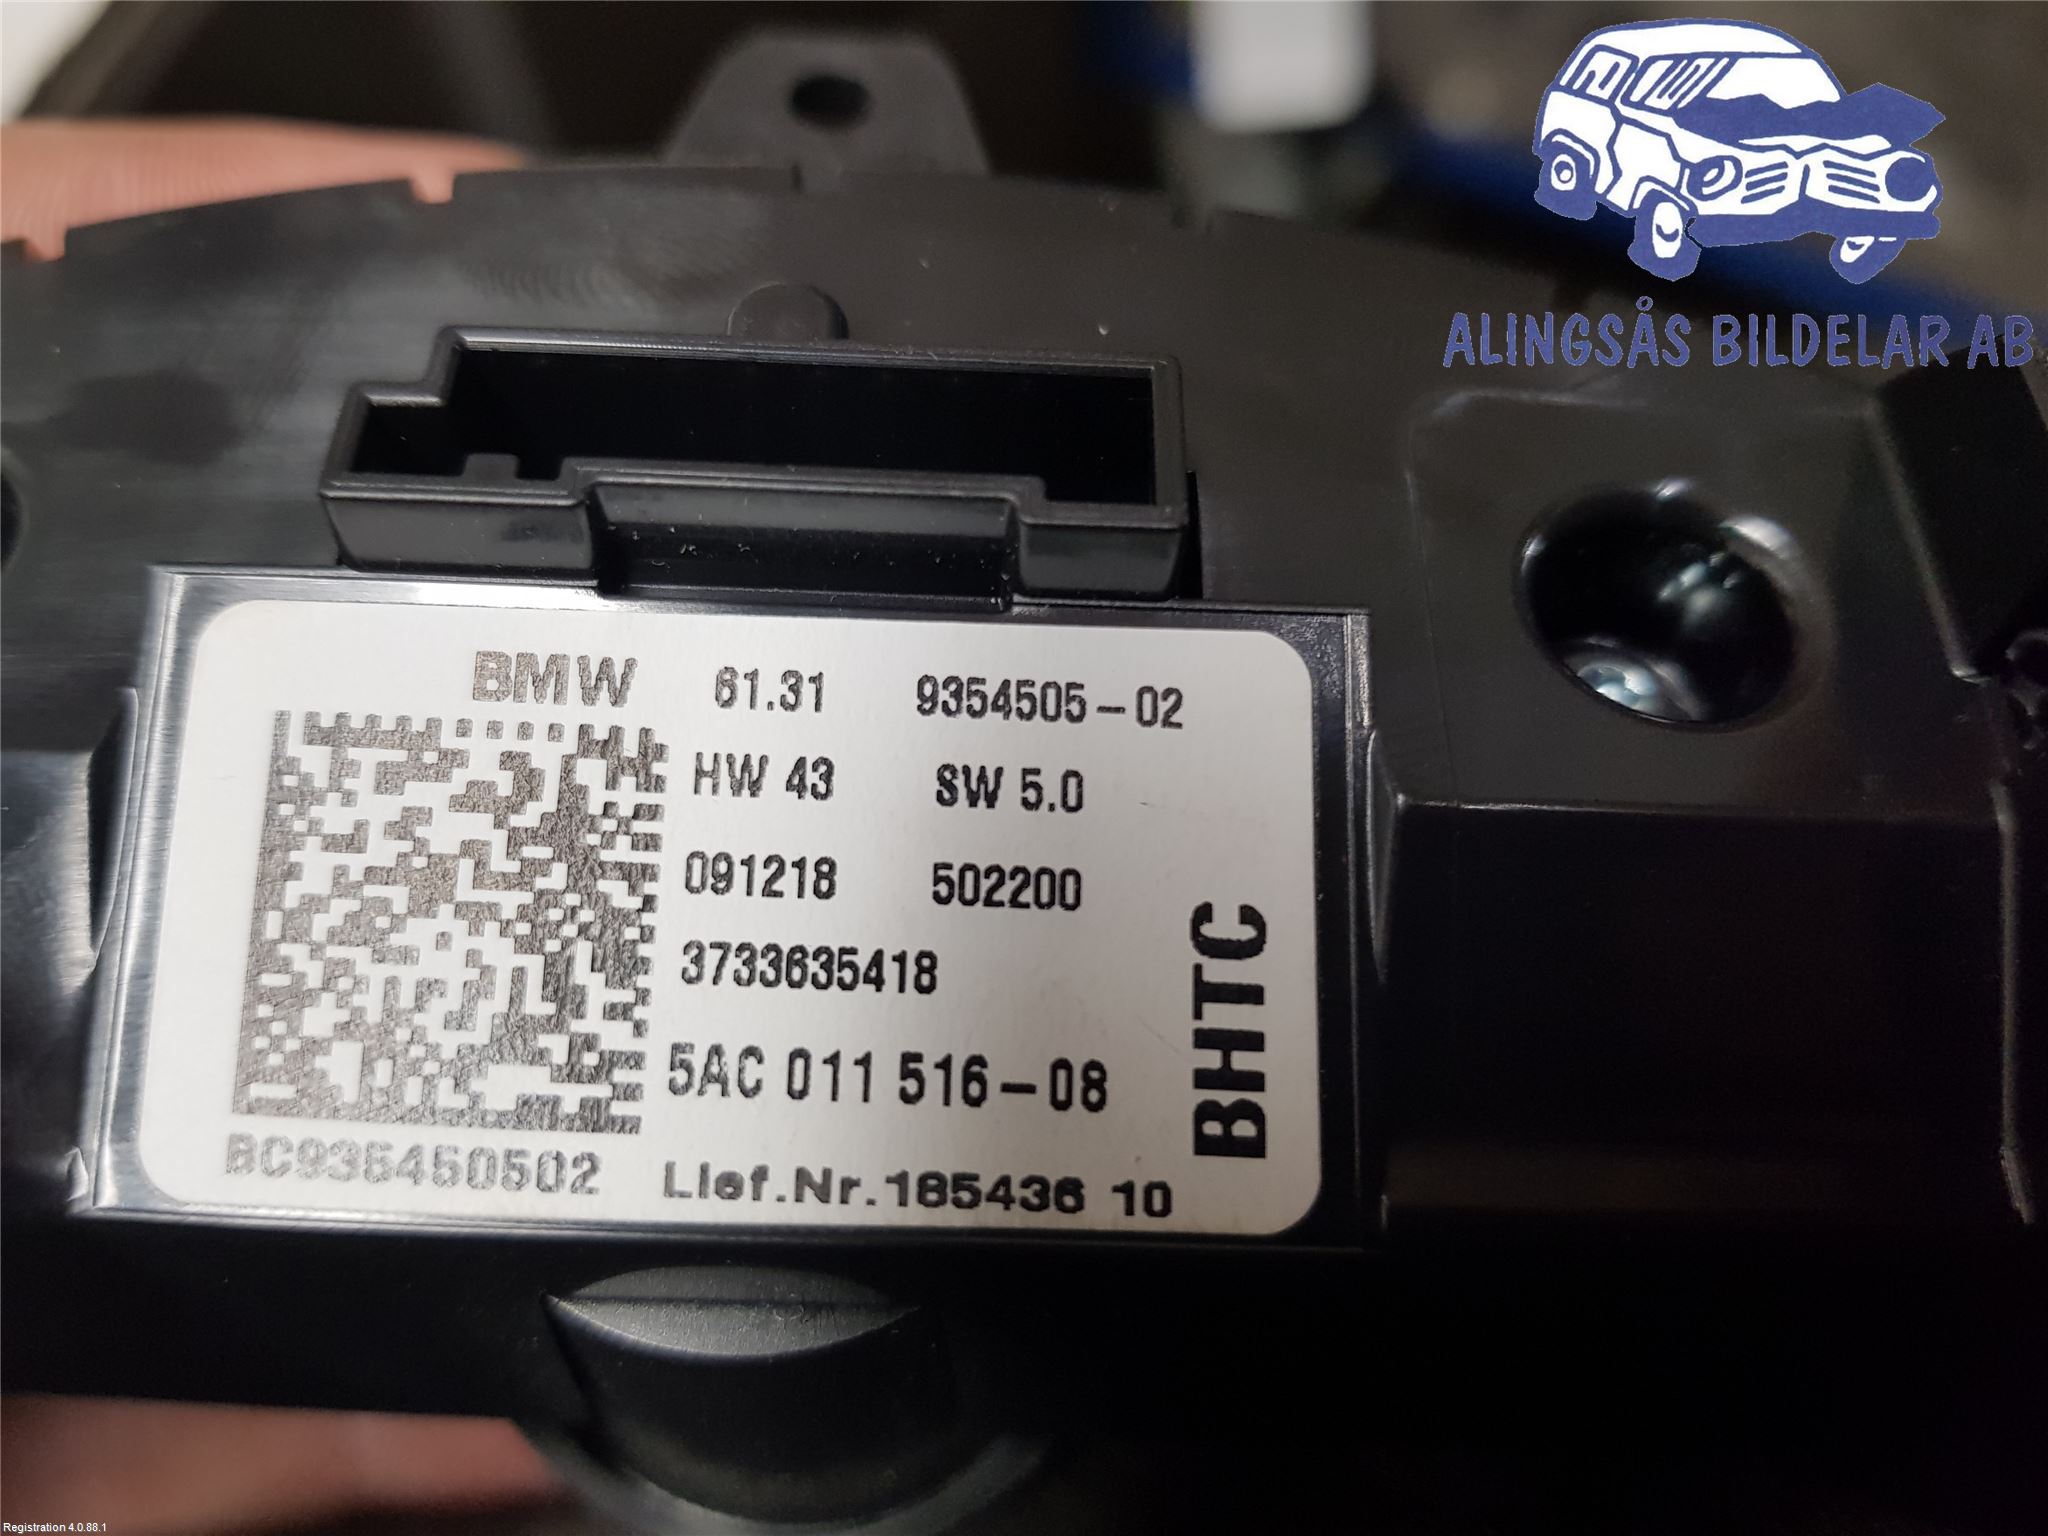 ALINGSÅS BILDELAR AB
BMW 61.31 9354505-02
HW 43 SW 5.0
091218 502200
3733635418
5AC 011 516-08
BHTC
BC935450502
Lief.Nr.185436 10
Registration 4.0.88.1